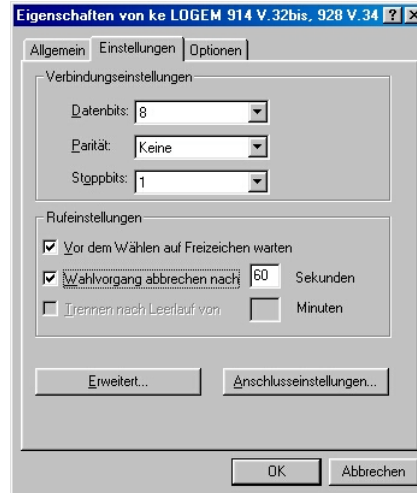 Eigenschaften von ke LOGEM 914 V.32bis, 928 V.34
Allgemein Einstellungen Optionen
Verbindungseinstellungen
Datenbits: 8
Parität: Keine
Stoppbits: 1
Rufeinstellungen
Vor dem Wählen auf Freizeichen warten
Wahlvorgang abbrechen nach 60 Sekunden
Trennen nach Leerlauf von Minuten
Erweitert... Anschlusseinstellungen...
OK Abbrechen